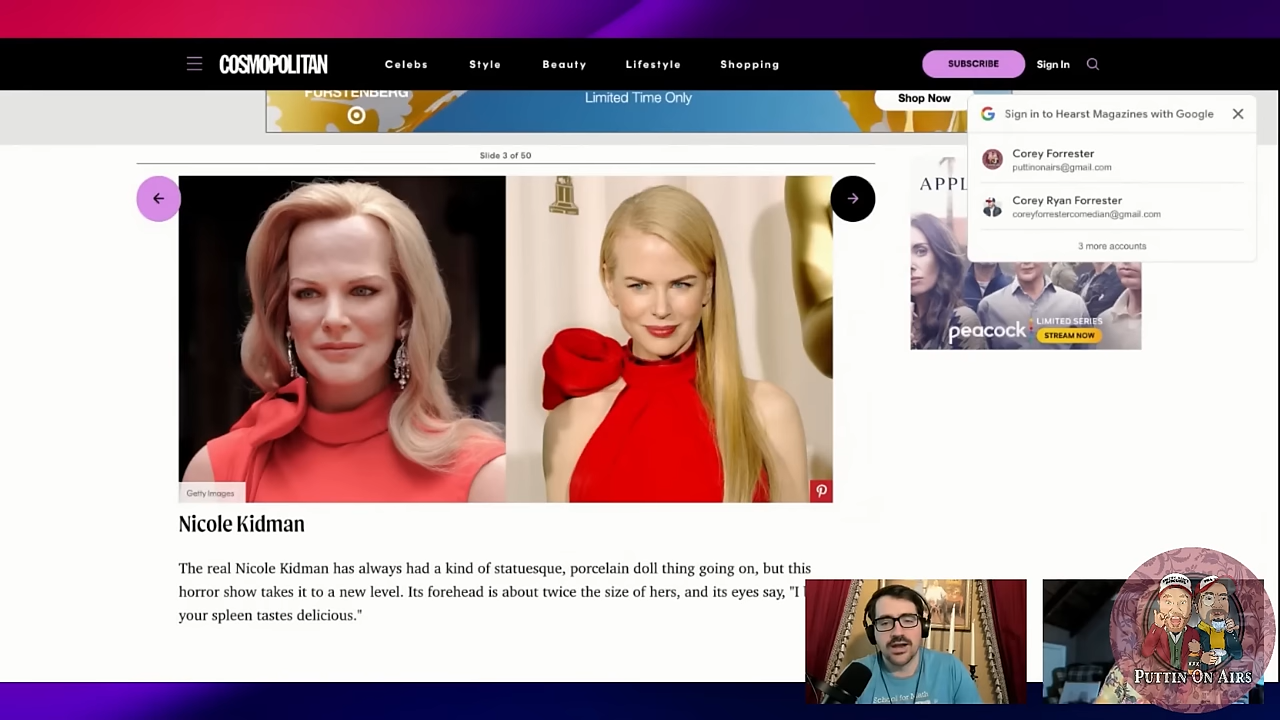 COSMOPOLITAN
Celebs
Style
Beauty
Lifestyle
Shopping
SUBSCRIBE
Sign In
FURSTENBERG
Limited Time Only
Shop Now
Sign in to Hearst Magazines with Google
Corey Forrester
puttinonairs@gmail.com
Corey Ryan Forrester
coreyforrestercomedian@gmail.com
3 more accounts
Slide 3 of 50
APPL
peacock
LIMITED SERIES
STREAM NOW
Getty Images
Nicole Kidman
The real Nicole Kidman has always had a kind of statuesque, porcelain doll thing going on, but this
horror show takes it to a new level. Its forehead is about twice the size of hers, and its eyes say, "I
your spleen tastes delicious."
School for
PUTTIN' ON AIRS